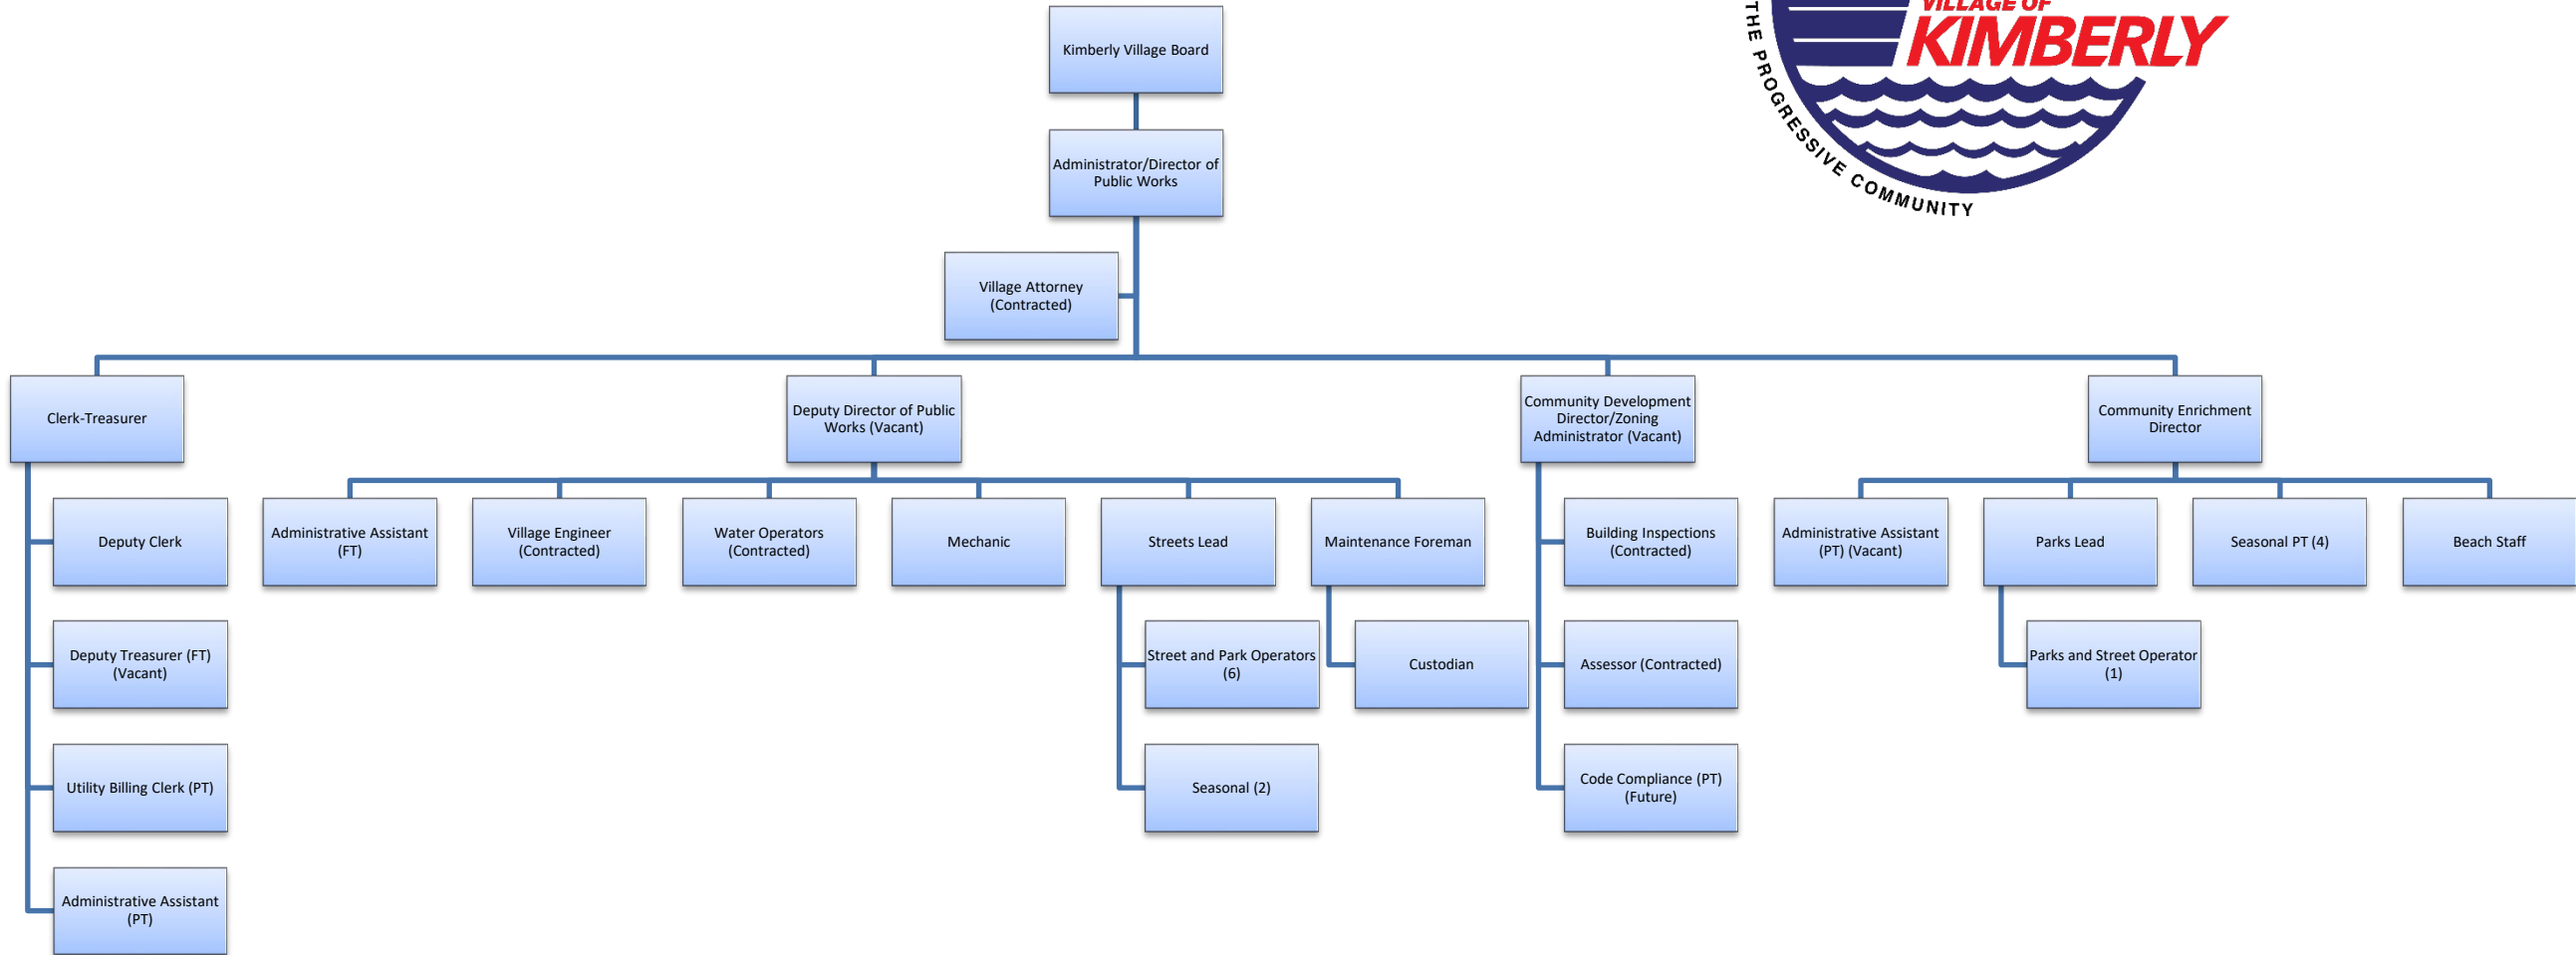 VILLAGE OF
KIMBERLY
THE PROGRESSIVE COMMUNITY
Kimberly Village Board
Administrator/Director of
Public Works
Village Attorney
(Contracted)
Clerk-Treasurer
Deputy Director of Public
Works (Vacant)
Community Development
Director/Zoning
Administrator (Vacant)
Community Enrichment
Director
Deputy Clerk
Administrative Assistant
(FT)
Village Engineer
(Contracted)
Water Operators
(Contracted)
Mechanic
Streets Lead
Maintenance Foreman
Building Inspections
(Contracted)
Administrative Assistant
(PT) (Vacant)
Parks Lead
Seasonal PT (4)
Beach Staff
Deputy Treasurer (FT)
(Vacant)
Street and Park Operators
(6)
Custodian
Assessor (Contracted)
Parks and Street Operator
(1)
Utility Billing Clerk (PT)
Seasonal (2)
Code Compliance (PT)
(Future)
Administrative Assistant
(PT)